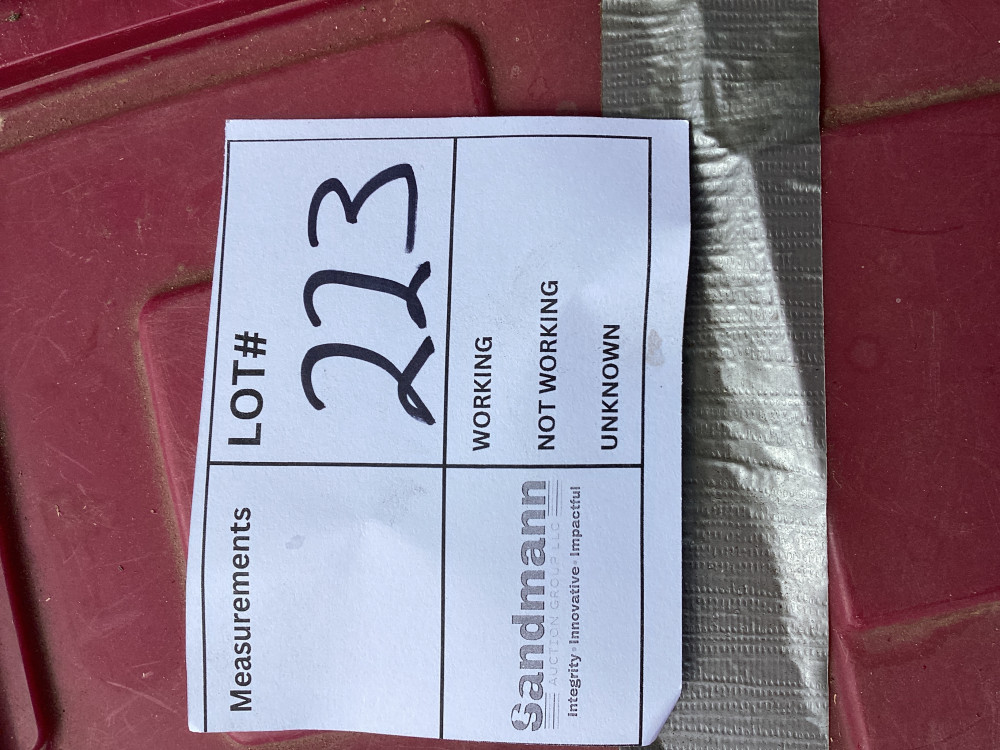 Measurements
LOT#
223
Sandmann
AUCTION GROUP LLC
Integrity • Innovative • Impactful
WORKING
NOT WORKING
UNKNOWN